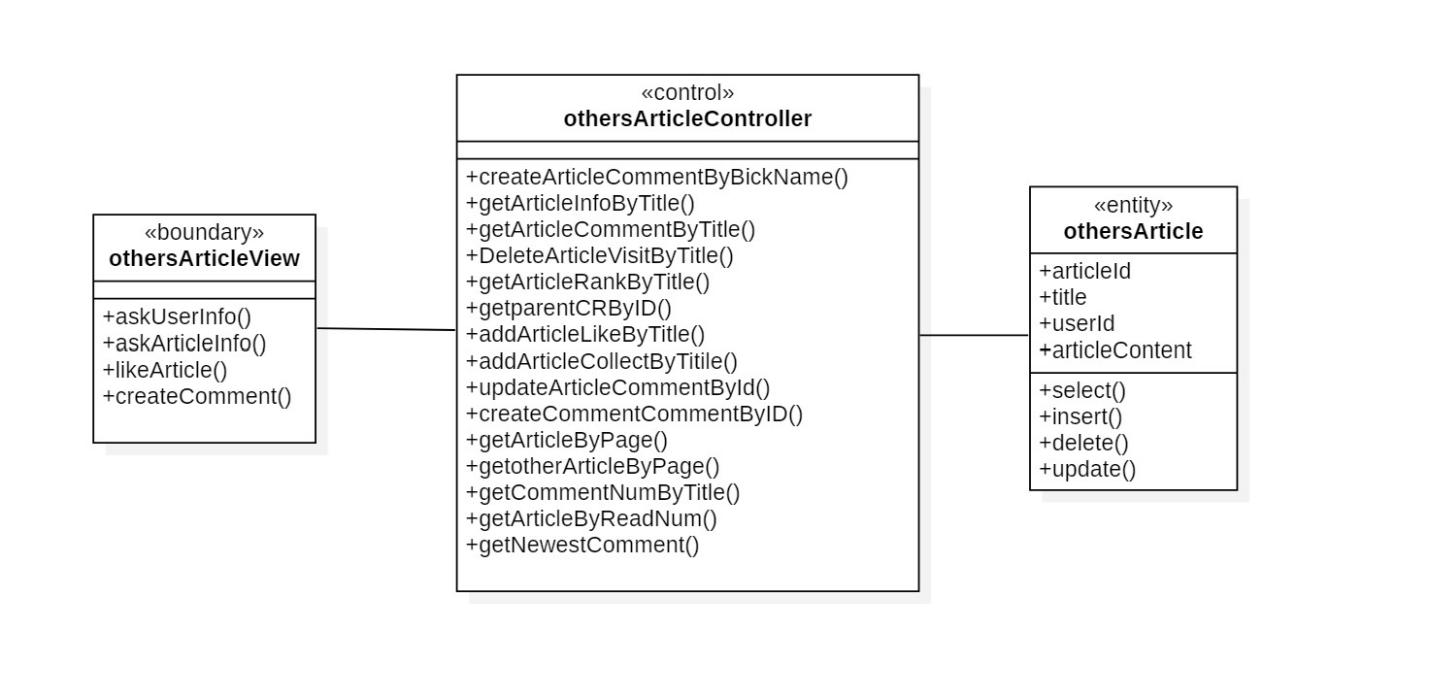 «boundary»
othersArticleView
+askUserInfo()
+askArticleInfo()
+likeArticle()
+createComment()
«control»
othersArticleController
+createArticleCommentByBickName()
+getArticleInfoByTitle()
+getArticleCommentByTitle()
+DeleteArticleVisitByTitle()
+getArticleRankByTitle()
+getparentCRByID()
+addArticleLikeByTitle()
+addArticleCollectByTitile()
+updateArticleCommentById()
+createCommentCommentByID()
+getArticleByPage()
+getotherArticleByPage()
+getCommentNumByTitle()
+getArticleByReadNum()
+getNewestComment()
«entity»
othersArticle
+articleId
+title
+userId
+articleContent
+select()
+insert()
+delete()
+update()